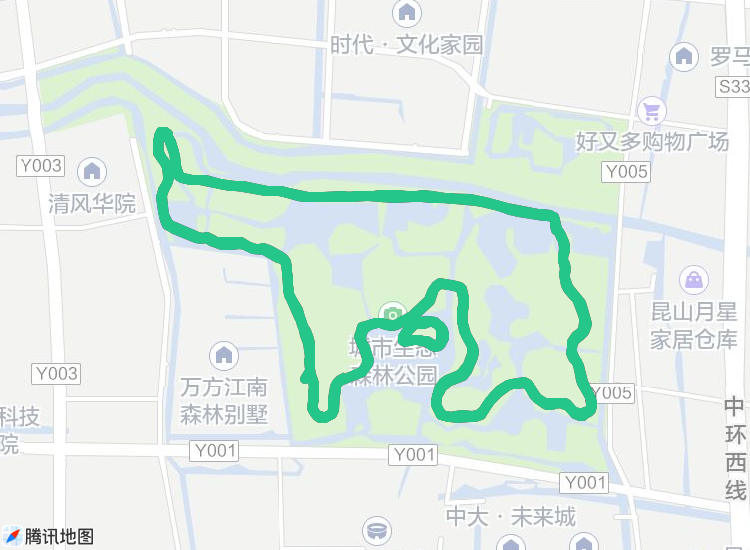 时代·文化家园
罗马
S33
好又多购物广场
Y003
Y005
清风华院
昆山月星
家居仓库
城市生态
森林公园
Y003
万方江南
森林别墅
Y005
科技
院
中环西线
Y001
Y001
Y001
中大·未来城
腾讯地图